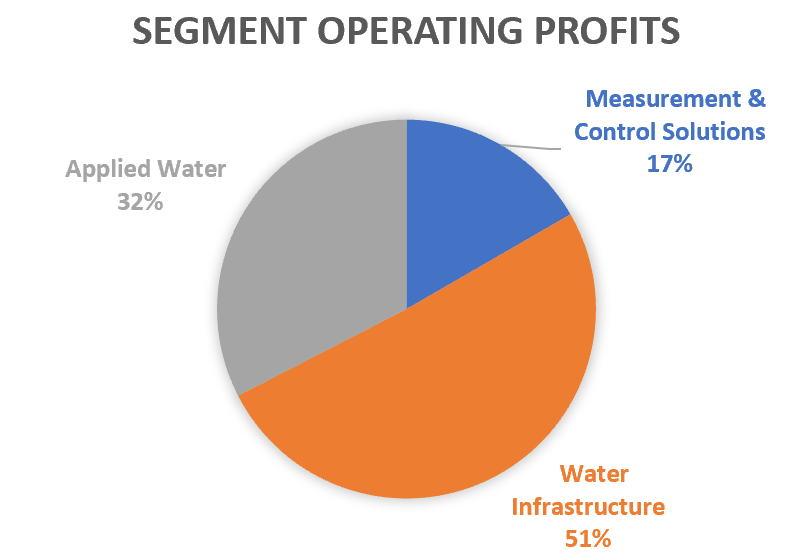 SEGMENT OPERATING PROFITS
Measurement &
Control Solutions
17%
Applied Water
32%
Water
Infrastructure
51%